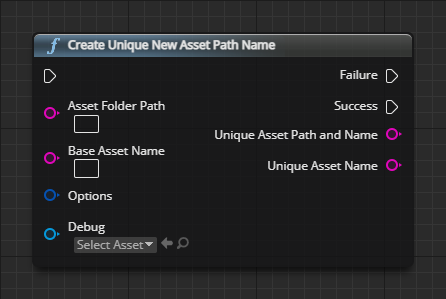 Create Unique New Asset Path Name
Failure
Asset Folder Path
Success
Unique Asset Path and Name
Base Asset Name
Unique Asset Name
Options
Debug
Select Asset